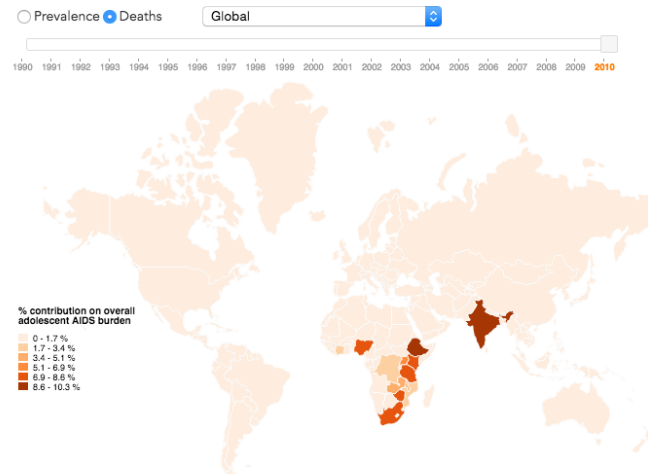 Prevalence Deaths Global
1990 1991 1992 1993 1994 1995 1996 1997 1998 1999 2000 2001 2002 2003 2004 2005 2006 2007 2008 2009 2010
% contribution on overall
adolescent AIDS burden
0 - 1.7 %
1.7 - 3.4 %
3.4 - 5.1 %
5.1 - 6.9 %
6.9 - 8.6 %
8.6 - 10.3 %